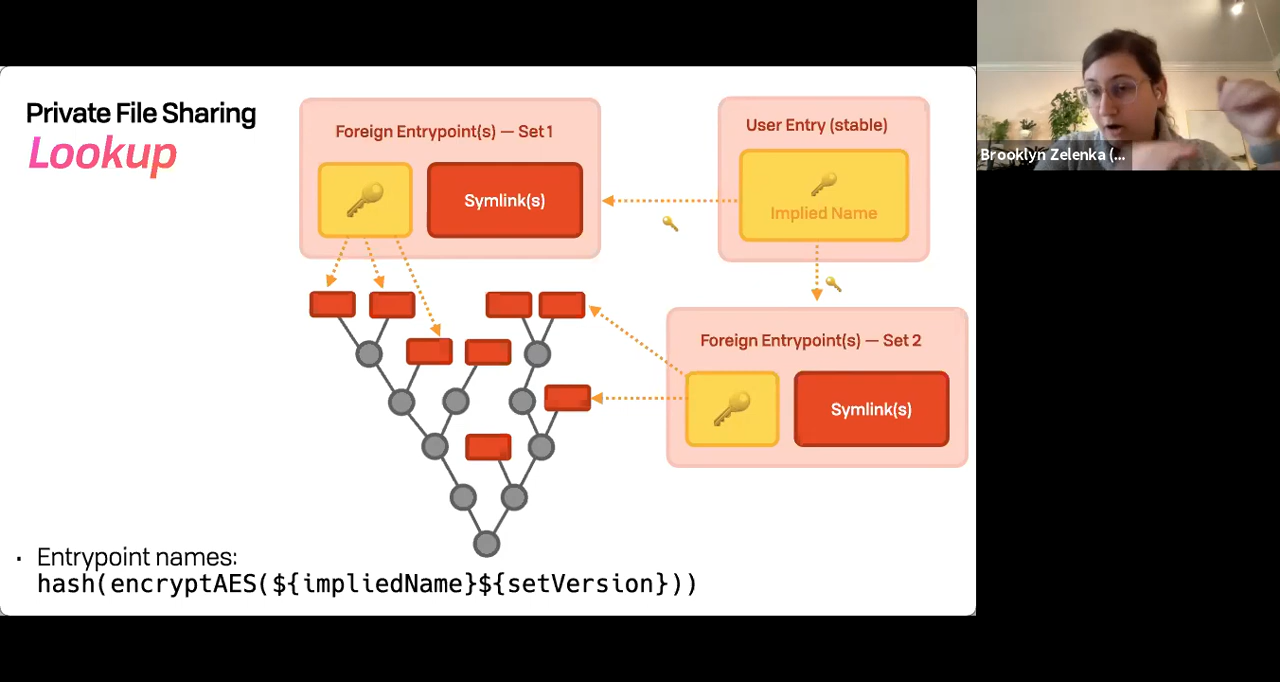 Private File Sharing
Lookup
Foreign Entrypoint(s) — Set 1
Symlink(s)
User Entry (stable)
Implied Name
Foreign Entrypoint(s) — Set 2
Symlink(s)
· Entrypoint names:
hash(encryptAES(${impliedName}${setVersion}))
Brooklyn Zelenka (...